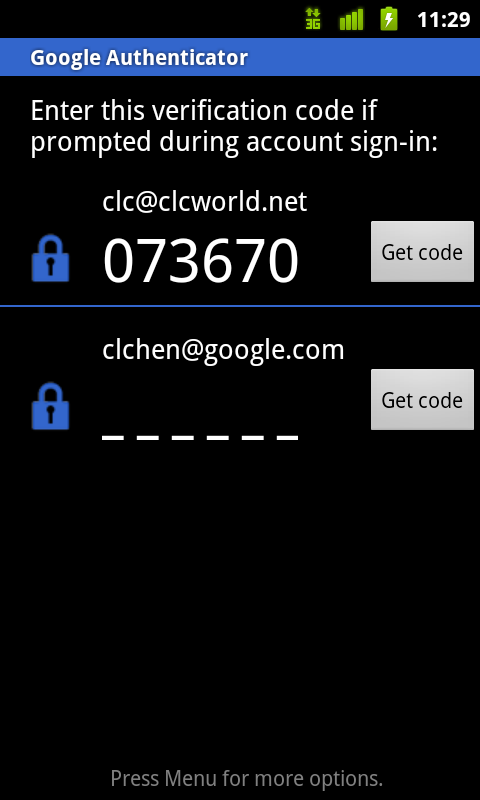 3G 11:29
Google Authenticator
Enter this verification code if
prompted during account sign-in:
clc@clcworld.net
073670
Get code
clchen@google.com
_ _ _ _ _ _
Get code
Press Menu for more options.